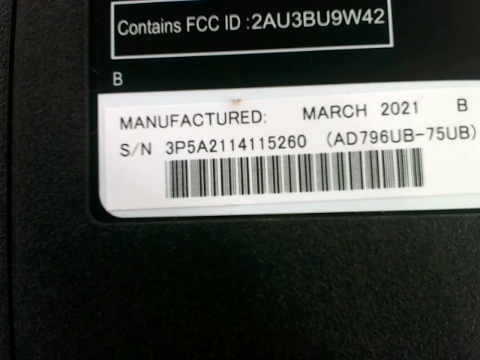 Contains FCC ID :2AU3BU9W42
B
MANUFACTURED: MARCH 2021 B
S/N 3P5A2114115260 (AD796UB-75UB)